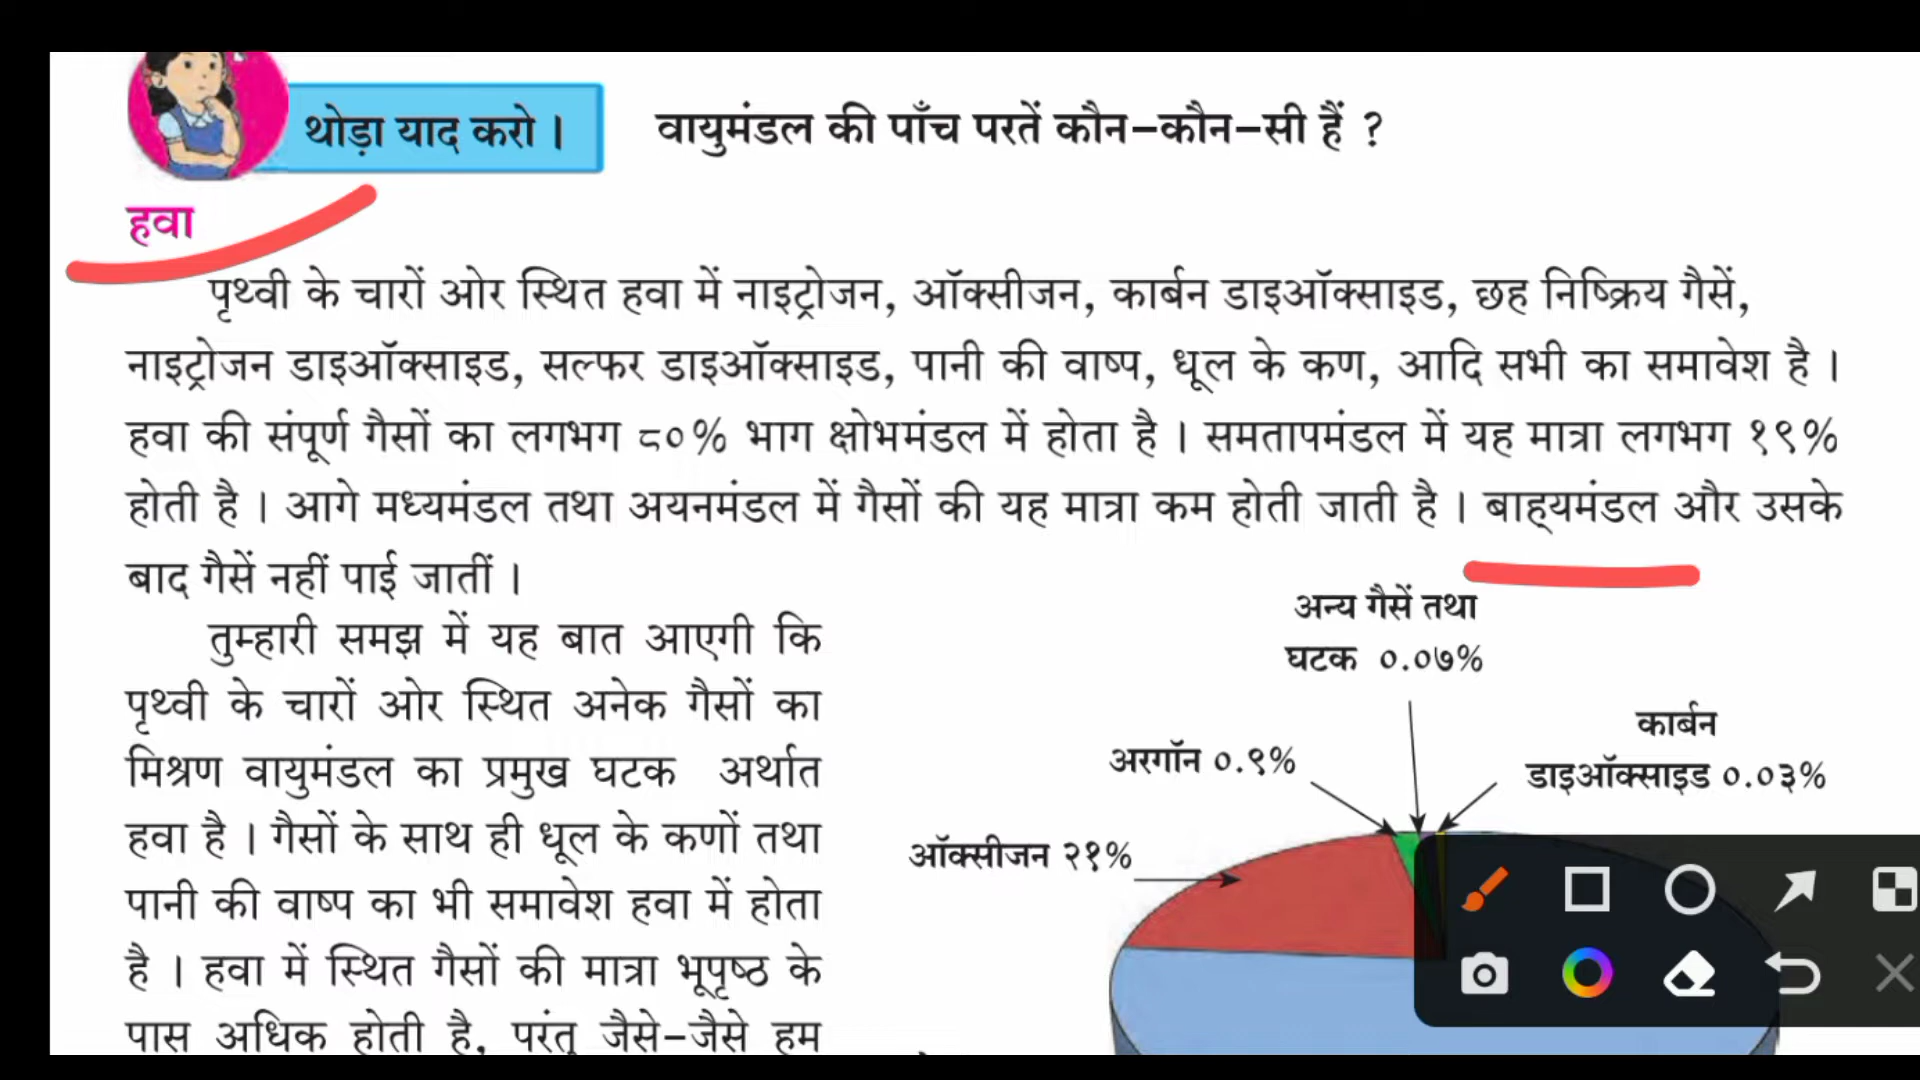 थोड़ा याद करो ।
वायुमंडल की पाँच परतें कौन-कौन-सी हैं ?
हवा
पृथ्वी के चारों ओर स्थित हवा में नाइट्रोजन, ऑक्सीजन, कार्बन डाइऑक्साइड, छह निष्क्रिय गैसें,
नाइट्रोजन डाइऑक्साइड, सल्फर डाइऑक्साइड, पानी की वाष्प, धूल के कण, आदि सभी का समावेश है ।
हवा की संपूर्ण गैसों का लगभग ८०% भाग क्षोभमंडल में होता है । समतापमंडल में यह मात्रा लगभग १९%
होती है । आगे मध्यमंडल तथा अयनमंडल में गैसों की यह मात्रा कम होती जाती है । बाह्यमंडल और उसके
बाद गैसें नहीं पाई जातीं ।
तुम्हारी समझ में यह बात आएगी कि
पृथ्वी के चारों ओर स्थित अनेक गैसों का
मिश्रण वायुमंडल का प्रमुख घटक अर्थात
हवा है । गैसों के साथ ही धूल के कणों तथा
पानी की वाष्प का भी समावेश हवा में होता
है । हवा में स्थित गैसों की मात्रा भूपृष्ठ के
पास अधिक होती है, परंतु जैसे-जैसे हम
अन्य गैसें तथा
घटक ०.०७%
कार्बन
डाइऑक्साइड ०.०३%
अरगॉन ०.९%
ऑक्सीजन २१%